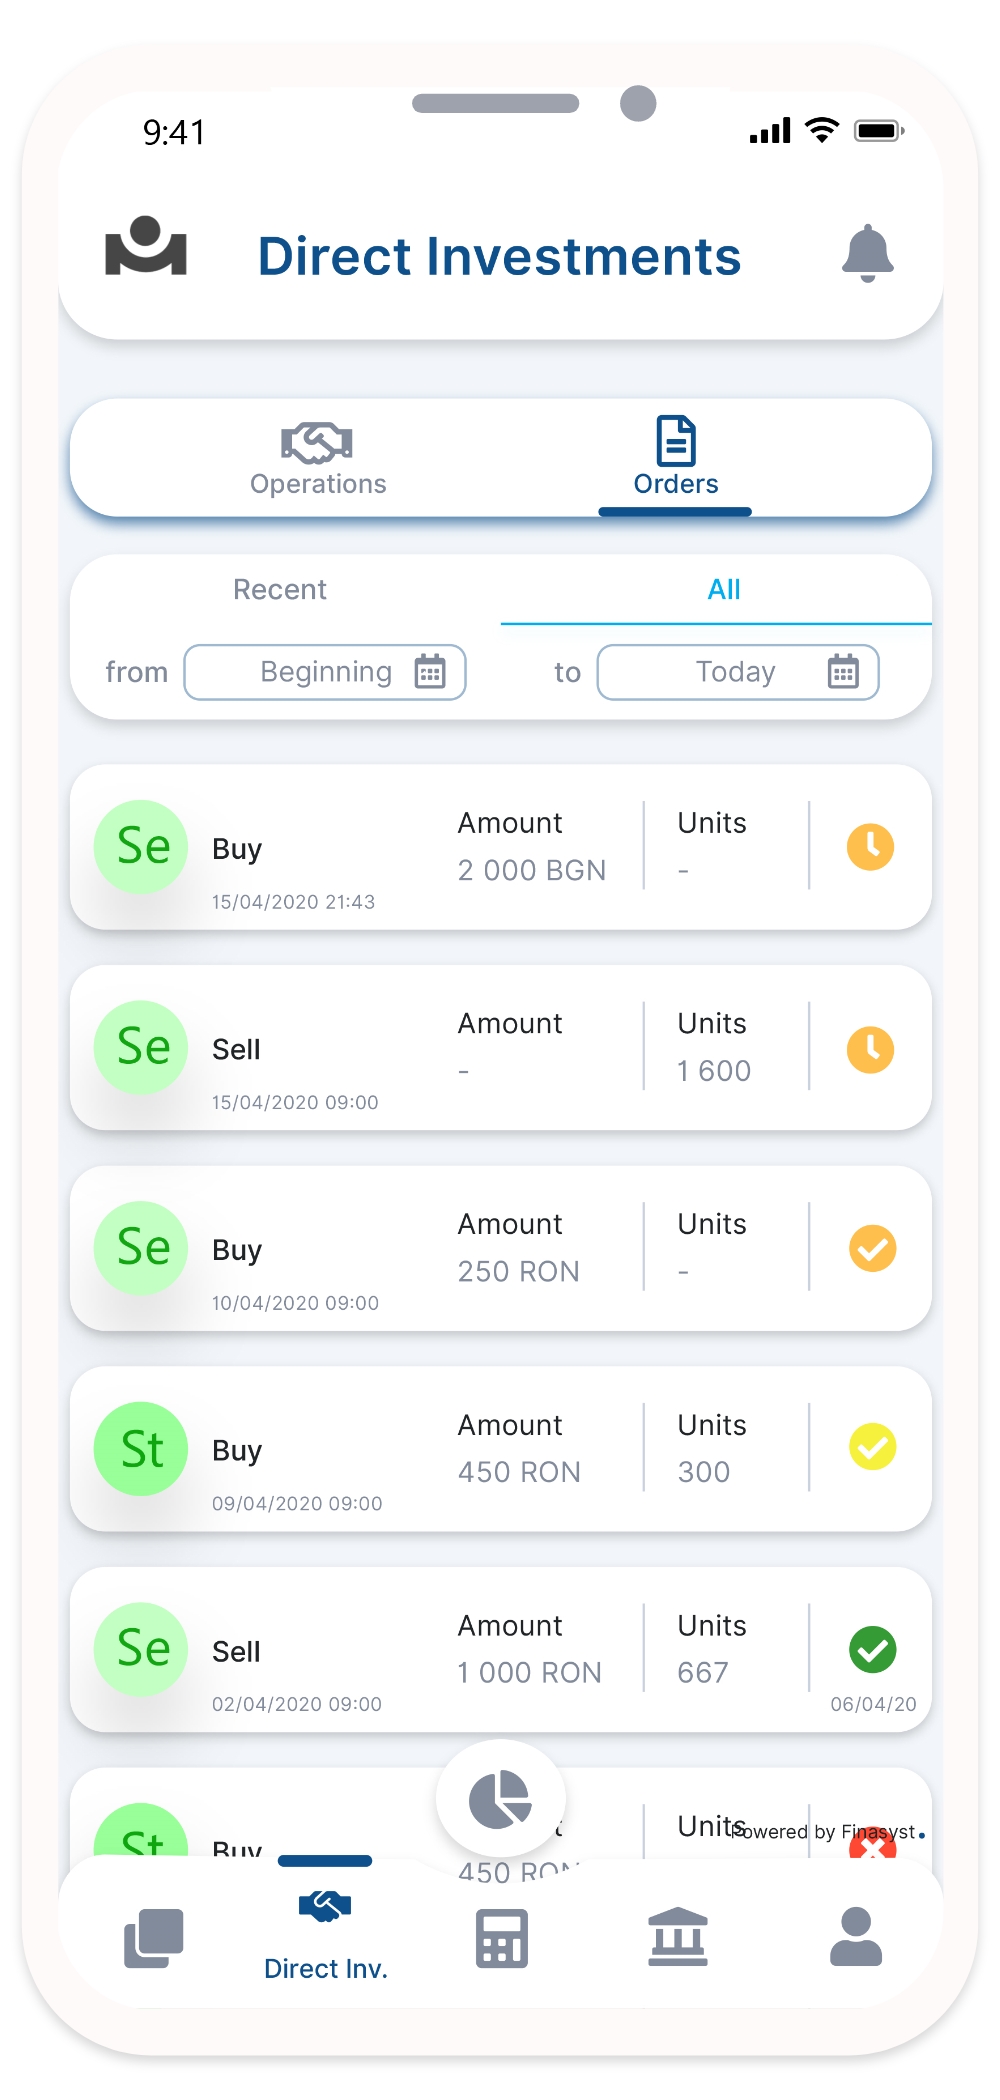 9:41
Direct Investments
Operations
Orders
Recent
All
from
Beginning
to
Today
Se
Buy
15/04/2020 21:43
Amount
2 000 BGN
Units
-
Se
Sell
15/04/2020 09:00
Amount
-
Units
1 600
Se
Buy
10/04/2020 09:00
Amount
250 RON
Units
-
St
Buy
09/04/2020 09:00
Amount
450 RON
Units
300
Se
Sell
02/04/2020 09:00
Amount
1 000 RON
Units
667
06/04/20
St
Buy
450 RON
Units
Powered by Finasyst.
Direct Inv.